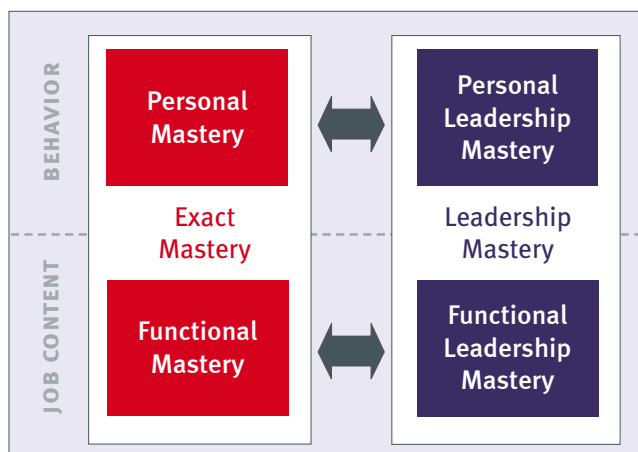 BEHAVIOR
Personal
Mastery
Personal
Leadership
Mastery
Exact
Mastery
Leadership
Mastery
JOB CONTENT
Functional
Mastery
Functional
Leadership
Mastery